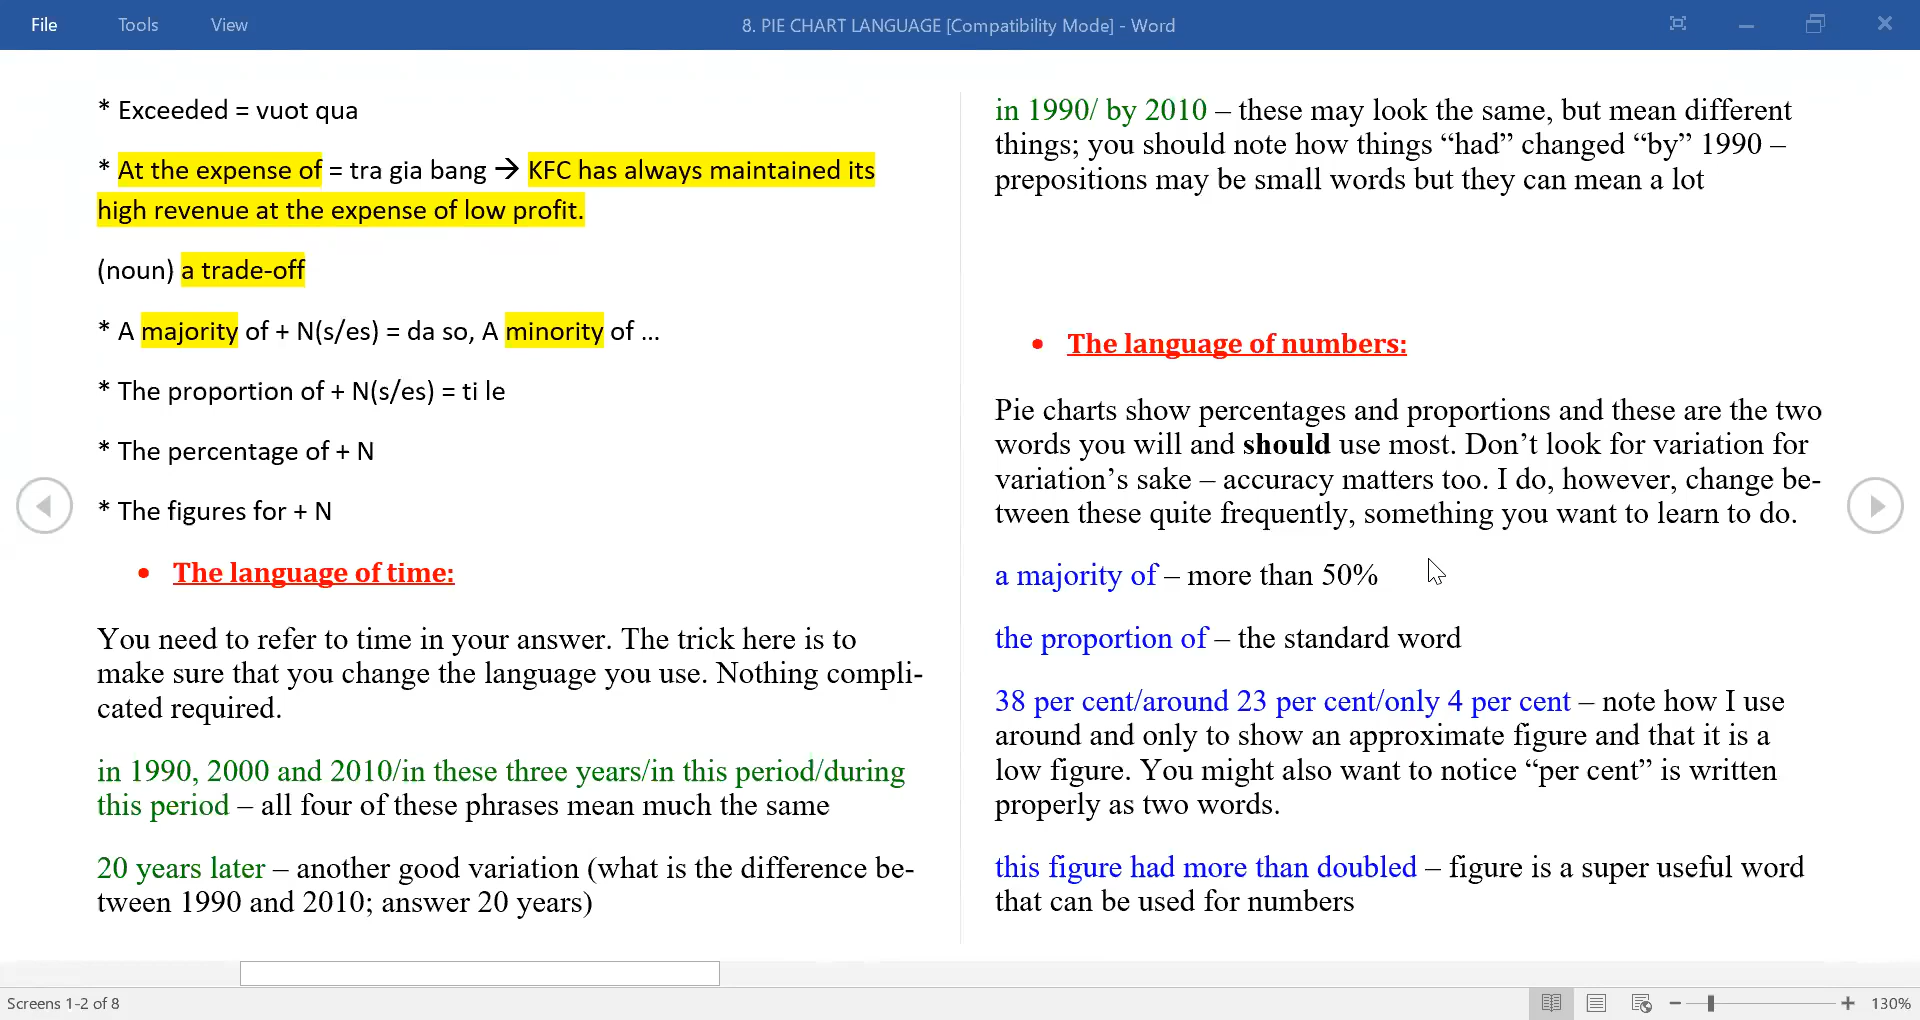 File Tools View 8. PIE CHART LANGUAGE [Compatibility Mode] - Word
* Exceeded = vuot qua
* At the expense of = tra gia bang → KFC has always maintained its
high revenue at the expense of low profit.
(noun) a trade-off
* A majority of + N(s/es) = da so, A minority of ...
* The proportion of + N(s/es) = ti le
* The percentage of + N
* The figures for + N
• The language of time:
You need to refer to time in your answer. The trick here is to
make sure that you change the language you use. Nothing compli-
cated required.
in 1990, 2000 and 2010/in these three years/in this period/during
this period – all four of these phrases mean much the same
20 years later – another good variation (what is the difference be-
tween 1990 and 2010; answer 20 years)
in 1990/ by 2010 – these may look the same, but mean different
things; you should note how things “had” changed “by” 1990 –
prepositions may be small words but they can mean a lot
• The language of numbers:
Pie charts show percentages and proportions and these are the two
words you will and should use most. Don’t look for variation for
variation’s sake – accuracy matters too. I do, however, change be-
tween these quite frequently, something you want to learn to do.
a majority of – more than 50%
the proportion of – the standard word
38 per cent/around 23 per cent/only 4 per cent – note how I use
around and only to show an approximate figure and that it is a
low figure. You might also want to notice “per cent” is written
properly as two words.
this figure had more than doubled – figure is a super useful word
that can be used for numbers
Screens 1-2 of 8
130%